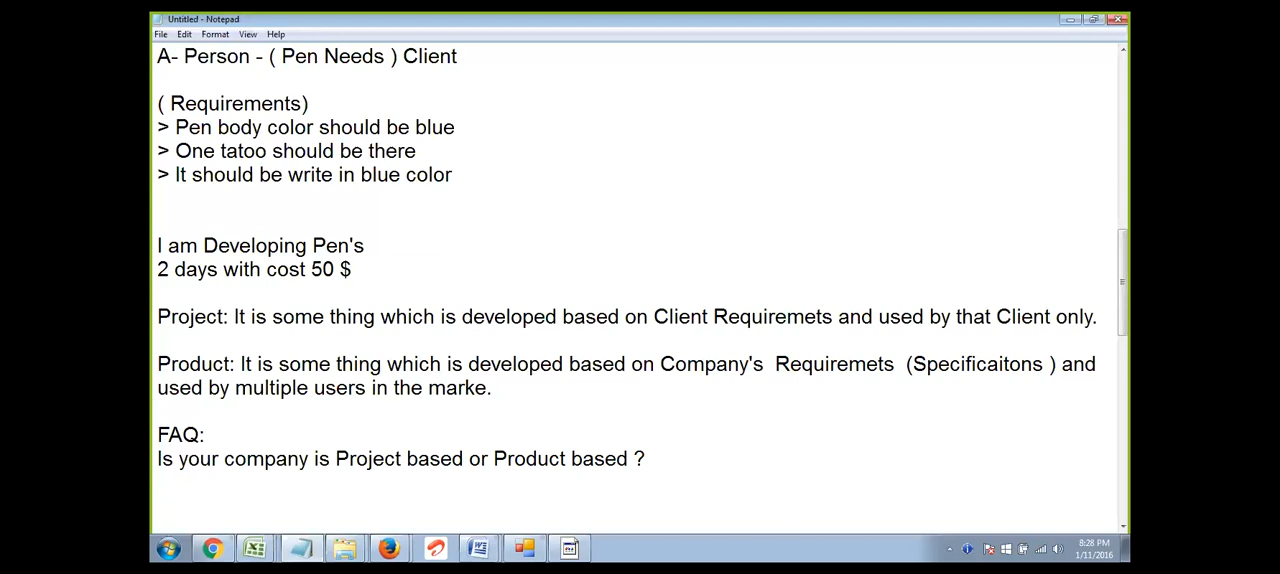 Untitled - Notepad
File Edit Format View Help
A- Person - ( Pen Needs ) Client
( Requirements)
> Pen body color should be blue
> One tatoo should be there
> It should be write in blue color
I am Developing Pen's
2 days with cost 50 $
Project: It is some thing which is developed based on Client Requiremets and used by that Client only.
Product: It is some thing which is developed based on Company's Requiremets (Specificaitons ) and
used by multiple users in the marke.
FAQ:
Is your company is Project based or Product based ?
8:28 PM
1/11/2016